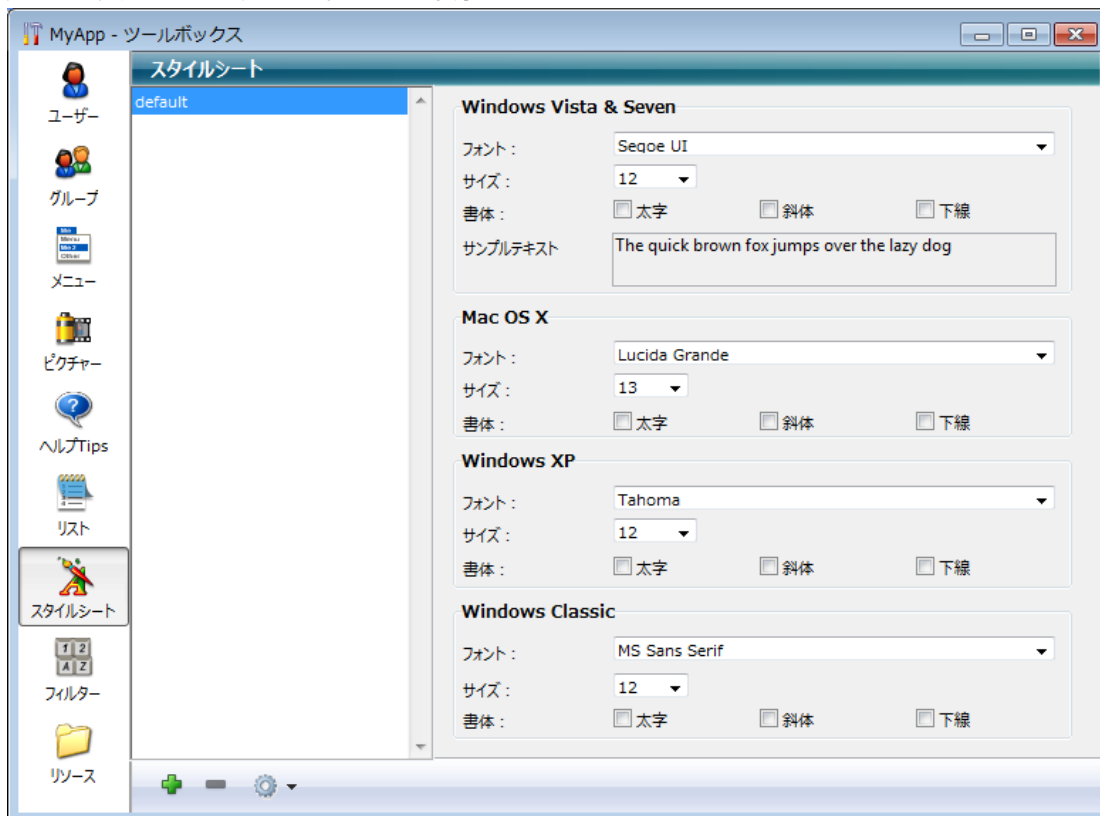 MyApp - ツールボックス
スタイルシート
ユーザー
グループ
Menu
メニュー
ピクチャー
ヘルプTips
リスト
スタイルシート
1 2
A Z
フィルター
リソース
default
Windows Vista & Seven
フォント : Segoe UI
サイズ : 12
書体 : 太字 斜体 下線
サンプルテキスト The quick brown fox jumps over the lazy dog
Mac OS X
フォント : Lucida Grande
サイズ : 13
書体 : 太字 斜体 下線
Windows XP
フォント : Tahoma
サイズ : 12
書体 : 太字 斜体 下線
Windows Classic
フォント : MS Sans Serif
サイズ : 12
書体 : 太字 斜体 下線